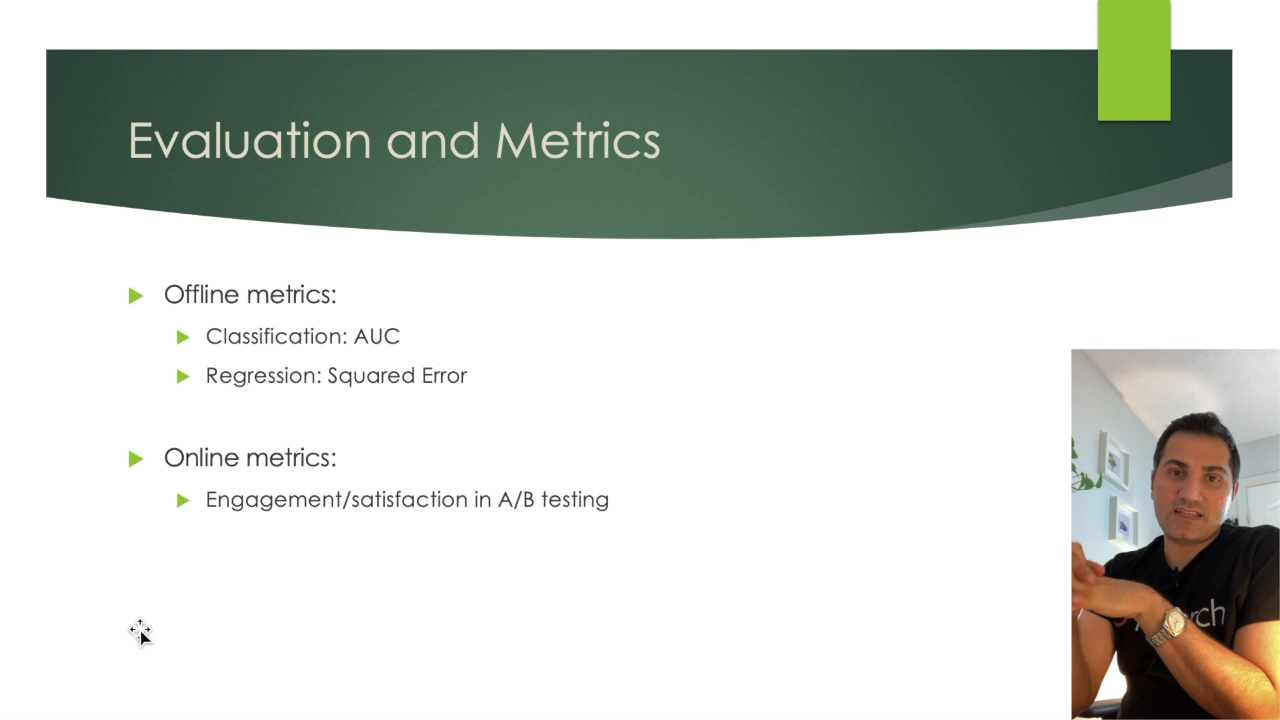 Evaluation and Metrics
Offline metrics:
Classification: AUC
Regression: Squared Error
Online metrics:
Engagement/satisfaction in A/B testing